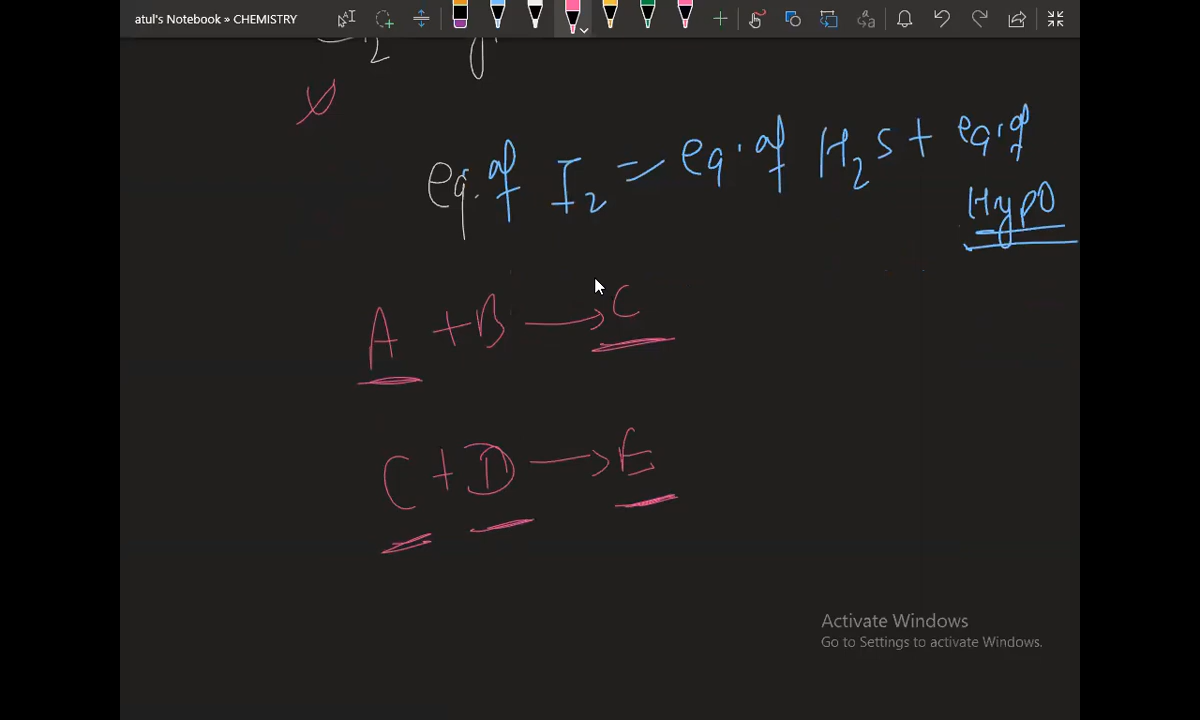 atul's Notebook » CHEMISTRY
eq. of I2 = eq. of H2S + eq. of
Hypo
A + B → C
C + D → E
Activate Windows
Go to Settings to activate Windows.